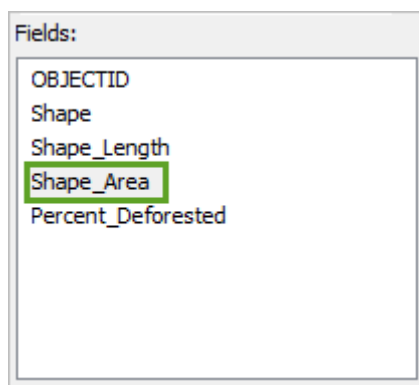 Fields:
OBJECTID
Shape
Shape_Length
Shape_Area
Percent_Deforested